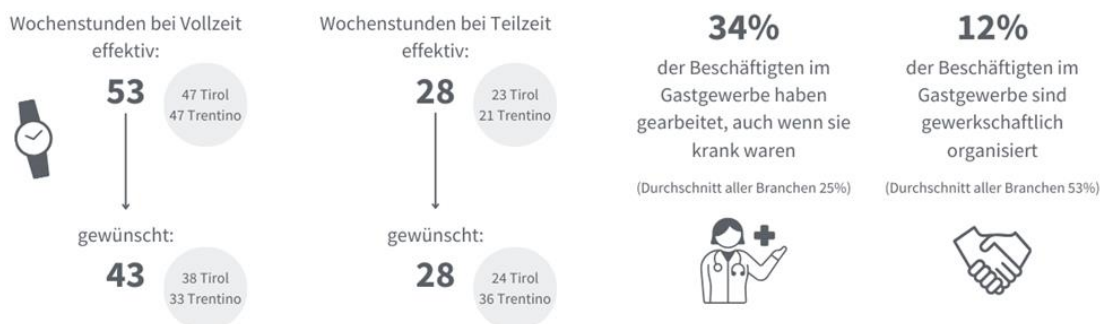 Wochenstunden bei Vollzeit
effektiv:
53
47 Tirol
47 Trentino
gewünscht:
43
38 Tirol
33 Trentino
Wochenstunden bei Teilzeit
effektiv:
28
23 Tirol
21 Trentino
gewünscht:
28
24 Tirol
36 Trentino
34%
der Beschäftigten im
Gastgewerbe haben
gearbeitet, auch wenn sie
krank waren
(Durchschnitt aller Branchen 25%)
12%
der Beschäftigten im
Gastgewerbe sind
gewerkschaftlich
organisiert
(Durchschnitt aller Branchen 53%)